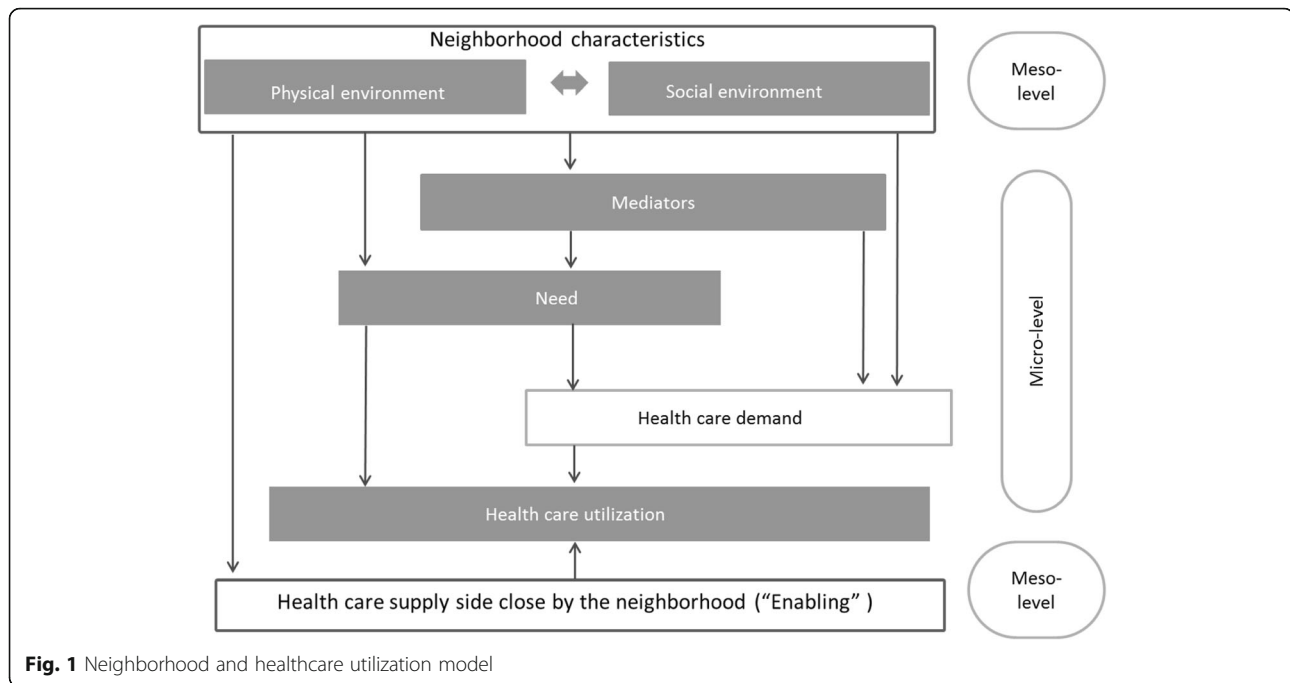 Neighborhood characteristics
Physical environment
Social environment
Meso-
level
Mediators
Need
Micro-level
Health care demand
Health care utilization
Health care supply side close by the neighborhood (“Enabling” )
Meso-
level
Fig. 1 Neighborhood and healthcare utilization model